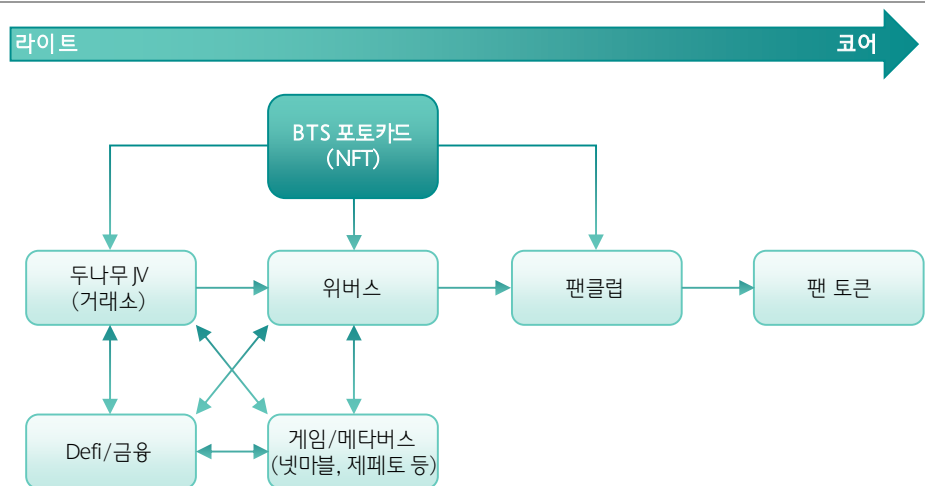 라이트
코어
BTS 포토카드
(NFT)
두나무 JV
(거래소)
위버스
팬클럽
팬 토큰
Defi/금융
게임/메타버스
(넷마블, 제페토 등)